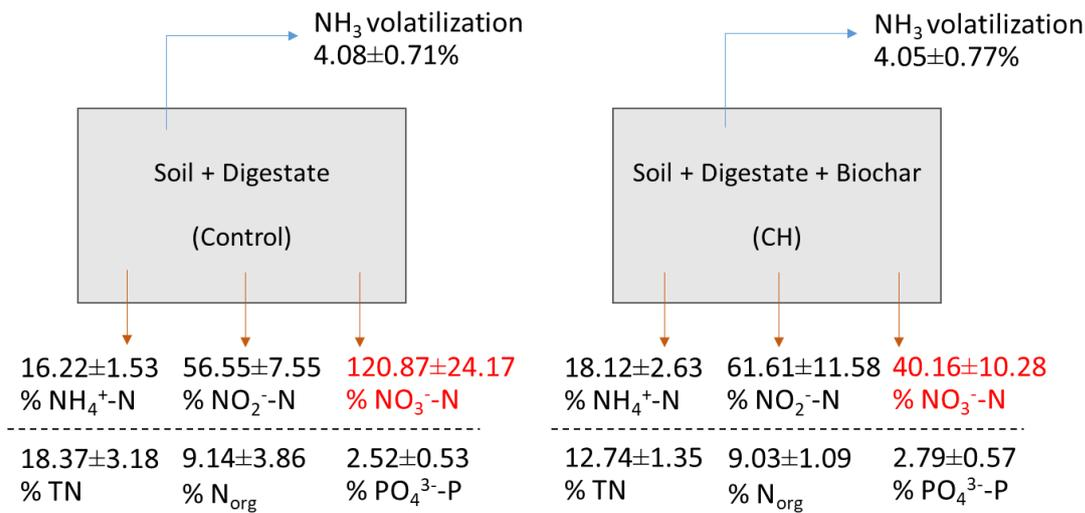 NH₃ volatilization
4.08±0.71%
Soil + Digestate
(Control)
16.22±1.53 56.55±7.55 120.87±24.17
% NH₄⁺-N % NO₂⁻-N % NO₃⁻-N
18.37±3.18 9.14±3.86 2.52±0.53
% TN % Norg % PO₄³⁻-P
NH₃ volatilization
4.05±0.77%
Soil + Digestate + Biochar
(CH)
18.12±2.63 61.61±11.58 40.16±10.28
% NH₄⁺-N % NO₂⁻-N % NO₃⁻-N
12.74±1.35 9.03±1.09 2.79±0.57
% TN % Norg % PO₄³⁻-P